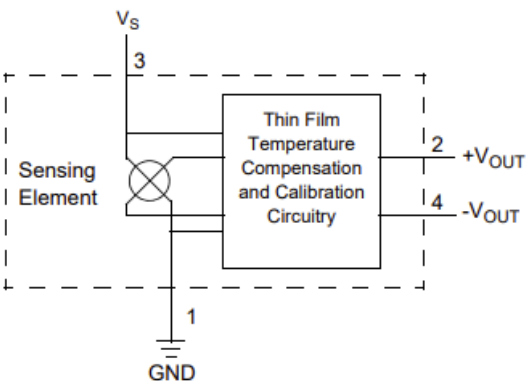 VS
3
Thin Film
Temperature
Compensation
and Calibration
Circuitry
Sensing
Element
2
+VOUT
4
-VOUT
1
GND